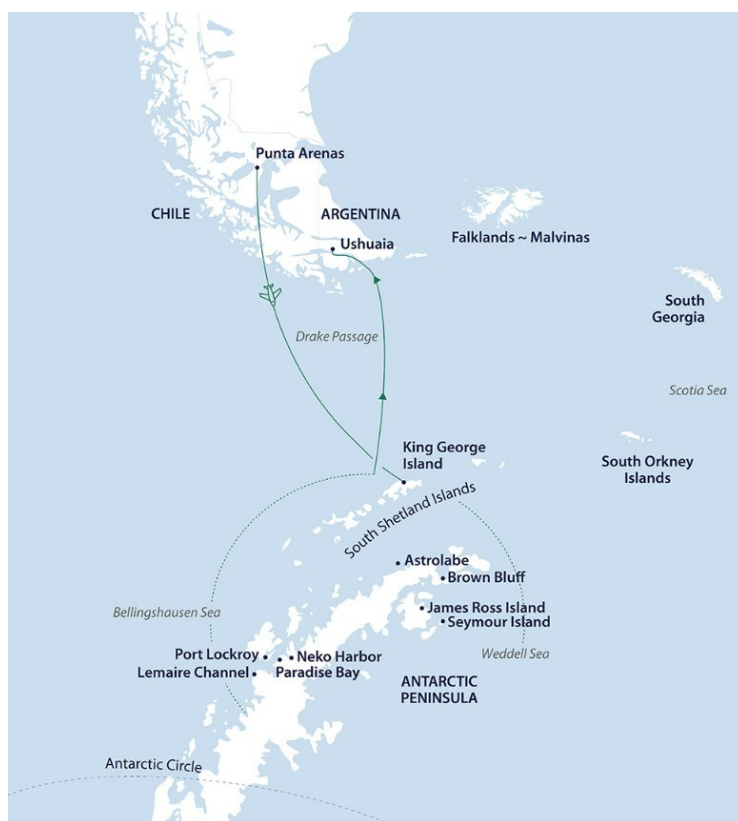 Punta Arenas
CHILE
ARGENTINA
Ushuaia
Falklands ~ Malvinas
South
Georgia
Drake Passage
Scotia Sea
King George
Island
South Orkney
Islands
South Shetland Islands
Astrolabe
Brown Bluff
James Ross Island
Seymour Island
Bellingshausen Sea
Weddell Sea
Port Lockroy
Neko Harbor
Lemaire Channel
Paradise Bay
ANTARCTIC
PENINSULA
Antarctic Circle